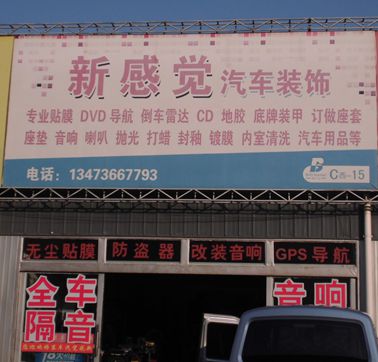 新感觉汽车装饰
专业贴膜 DVD导航 倒车雷达 CD 地胶 底牌装甲 订做座套
座垫 音响 喇叭 抛光 打蜡 封釉 镀膜 内室清洗 汽车用品等
电话：13473667793
C西-15
无尘贴膜 防盗器 改装音响 GPS导航
全车
隔音
音响